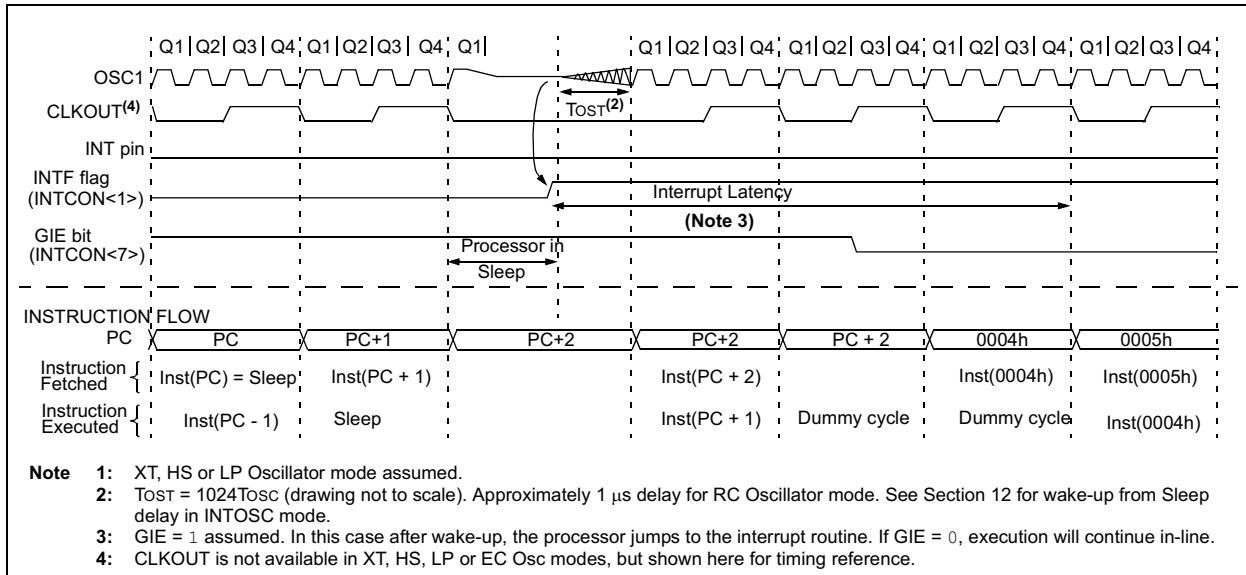 Q1 Q2 Q3 Q4 Q1 Q2 Q3 Q4 Q1 Q1 Q2 Q3 Q4 Q1 Q2 Q3 Q4 Q1 Q2 Q3 Q4 Q1 Q2 Q3 Q4
OSC1
TOST(2)
CLKOUT(4)
INT pin
INTF flag
(INTCON<1>)
Interrupt Latency
(Note 3)
GIE bit
(INTCON<7>)
Processor in
Sleep
INSTRUCTION FLOW
PC PC PC+1 PC+2 PC+2 PC + 2 0004h 0005h
Instruction
Fetched
Inst(PC) = Sleep Inst(PC + 1) Inst(PC + 2) Inst(0004h) Inst(0005h)
Instruction
Executed
Inst(PC - 1) Sleep Inst(PC + 1) Dummy cycle Dummy cycle Inst(0004h)
Note 1: XT, HS or LP Oscillator mode assumed.
2: TOST = 1024TOSC (drawing not to scale). Approximately 1 μs delay for RC Oscillator mode. See Section 12 for wake-up from Sleep
delay in INTOSC mode.
3: GIE = 1 assumed. In this case after wake-up, the processor jumps to the interrupt routine. If GIE = 0, execution will continue in-line.
4: CLKOUT is not available in XT, HS, LP or EC Osc modes, but shown here for timing reference.